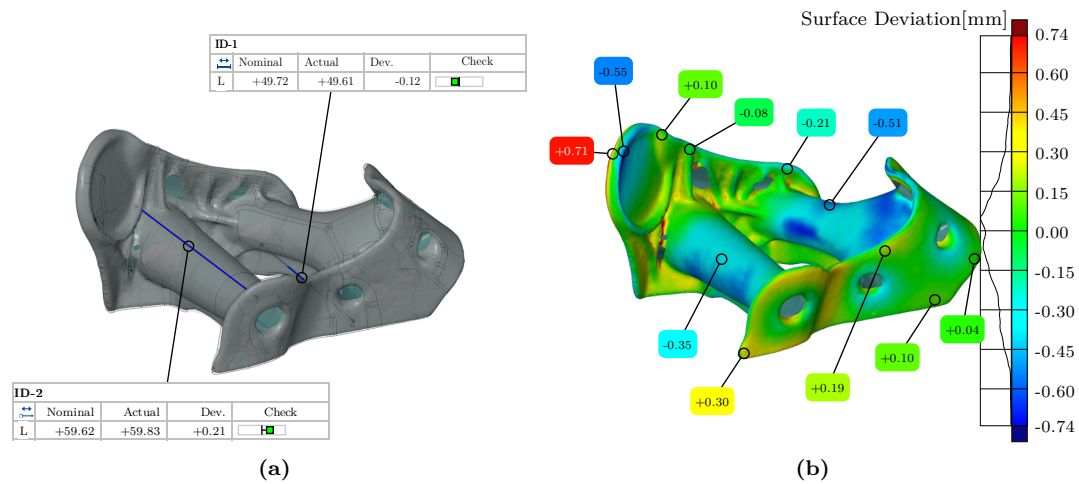 ID-1
Nominal Actual Dev. Check
L +49.72 +49.61 -0.12
ID-2
Nominal Actual Dev. Check
L +59.62 +59.83 +0.21
(a)
Surface Deviation[mm]
-0.55
+0.10
-0.08
-0.21
-0.51
+0.71
-0.35
+0.04
+0.10
+0.19
+0.30
0.74
0.60
0.45
0.30
0.15
0.00
-0.15
-0.30
-0.45
-0.60
-0.74
(b)